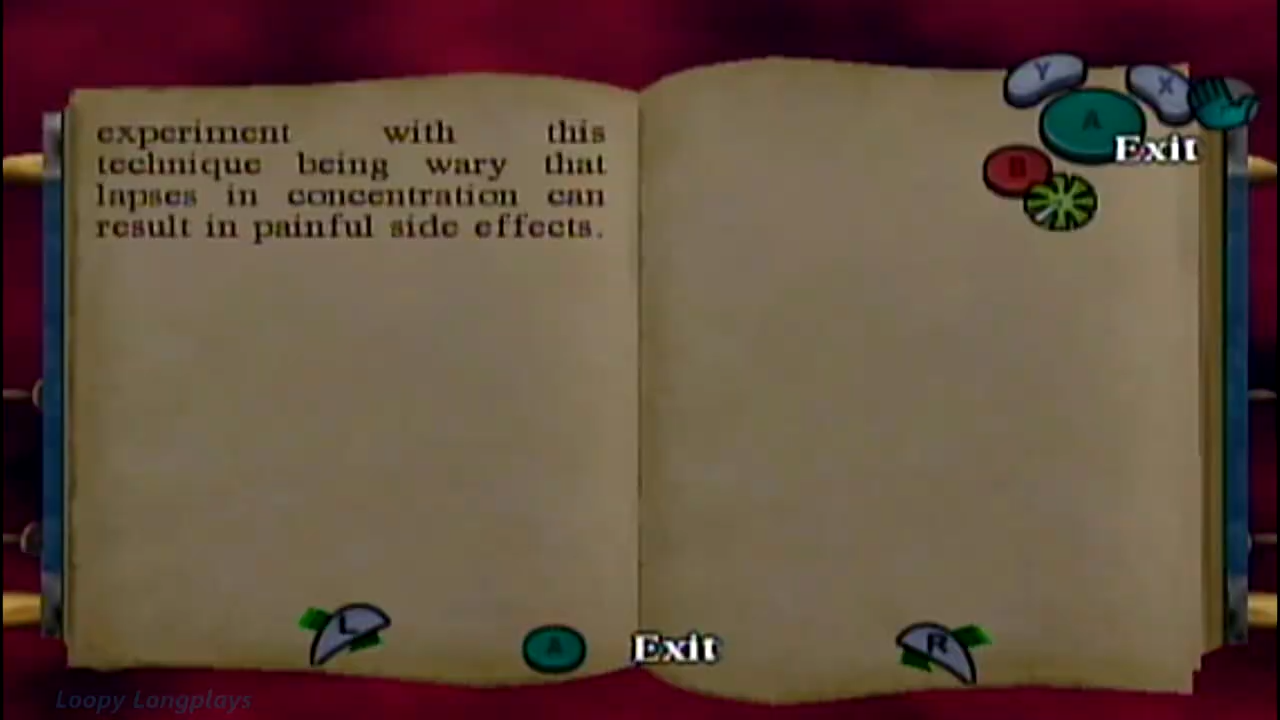 experiment with this
technique being wary that
lapses in concentration can
result in painful side effects.
Y
X
A
Exit
B
L
A
Exit
R
Loopy Longplays